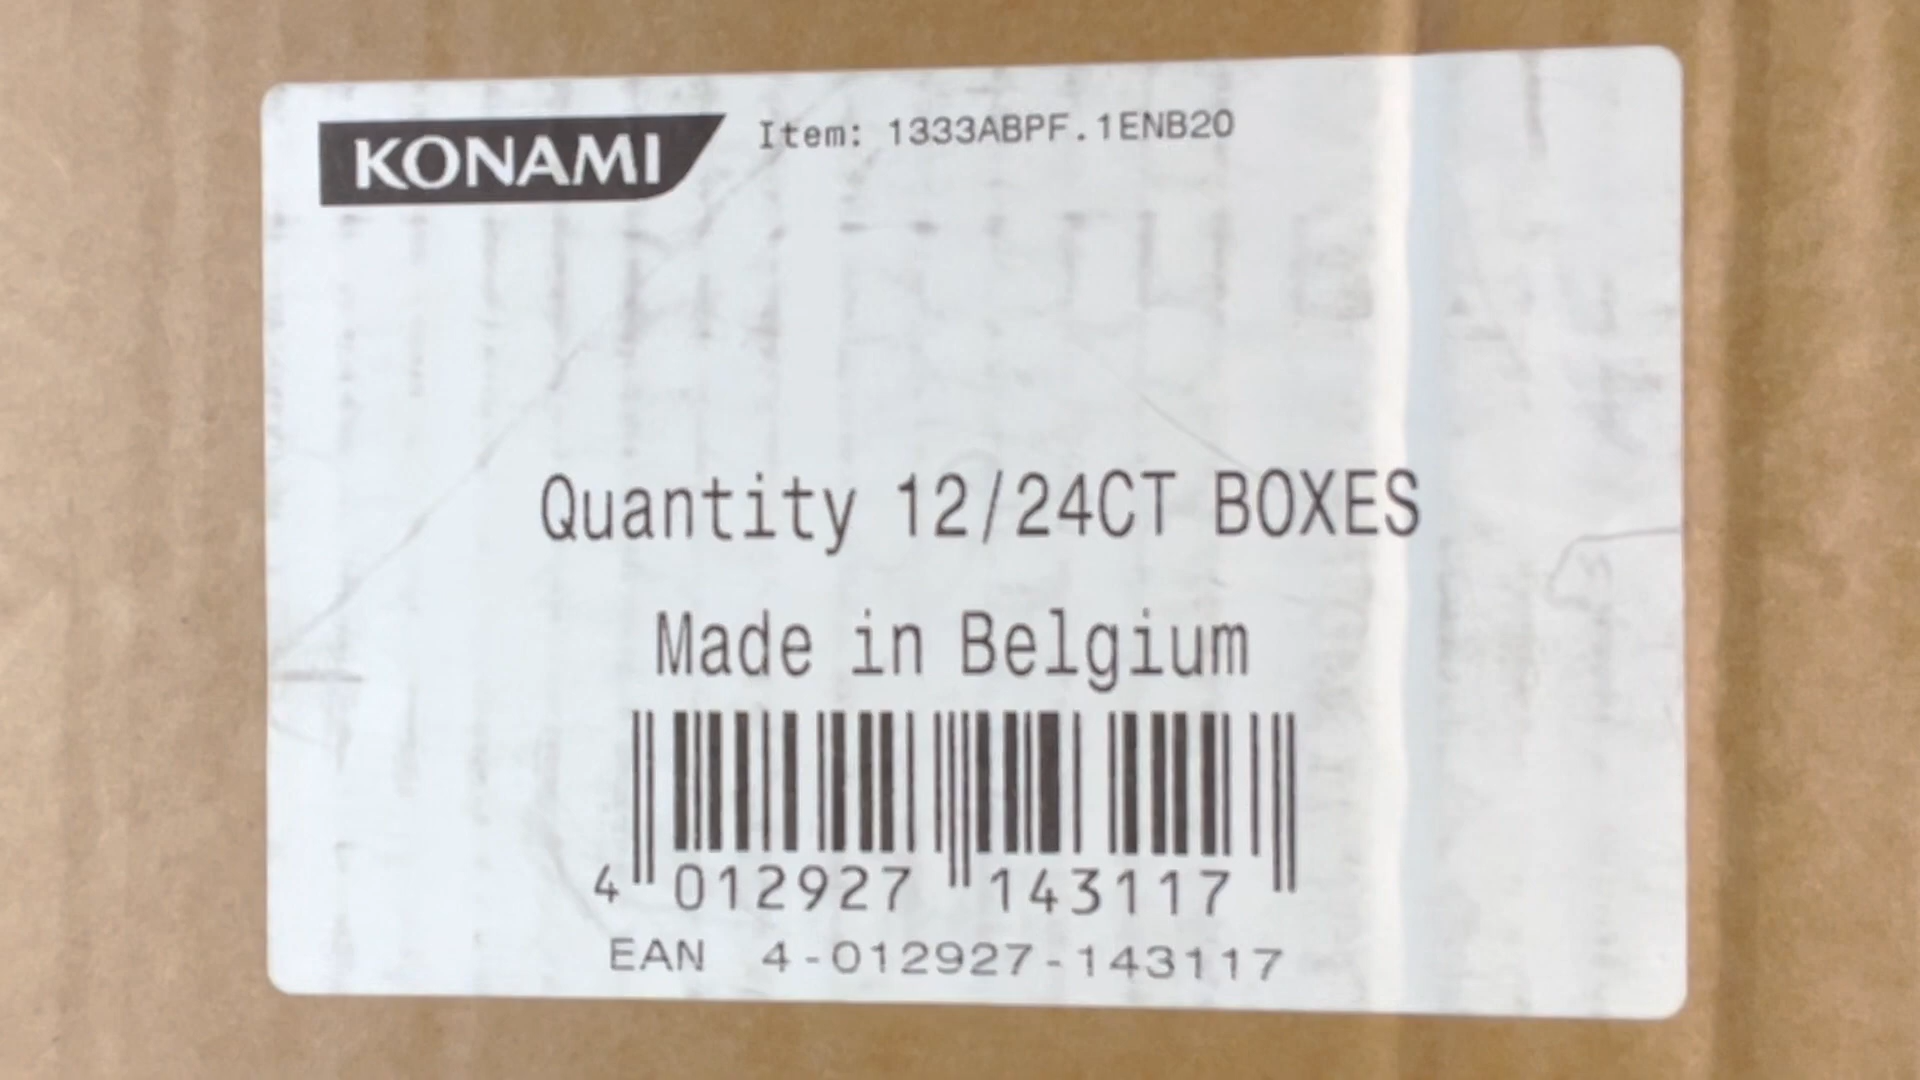 KONAMI
Item: 1333ABPF.1ENB20
Quantity 12/24CT BOXES
Made in Belgium
4 012927 143117
EAN 4-012927-143117